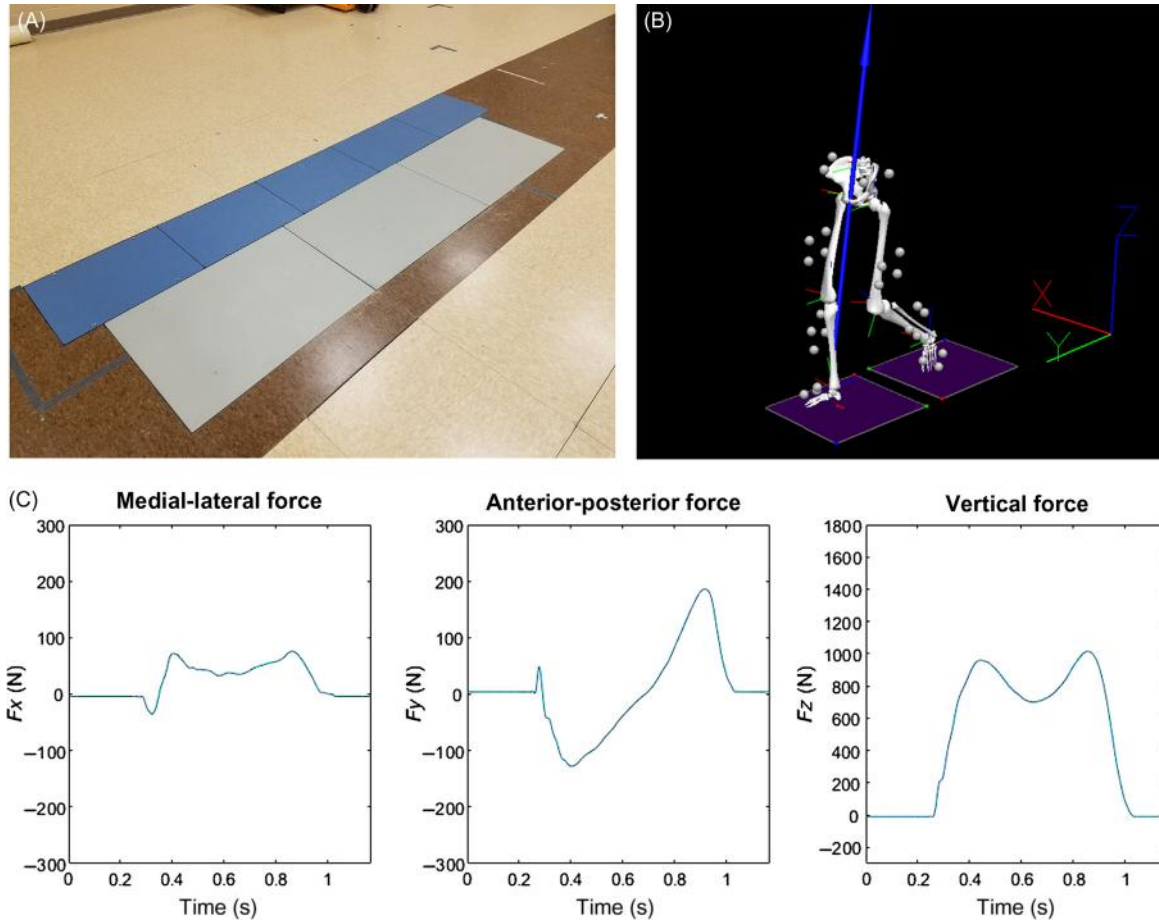 (A)
(B)
X
Y
Z
(C)
Medial-lateral force
300
200
100
0
–100
–200
–300
Fx (N)
0 0.2 0.4 0.6 0.8 1
Time (s)
Anterior-posterior force
300
200
100
0
–100
–200
–300
Fy (N)
0 0.2 0.4 0.6 0.8 1
Time (s)
Vertical force
1800
1600
1400
1200
1000
800
600
400
200
0
–200
Fz (N)
0 0.2 0.4 0.6 0.8 1
Time (s)